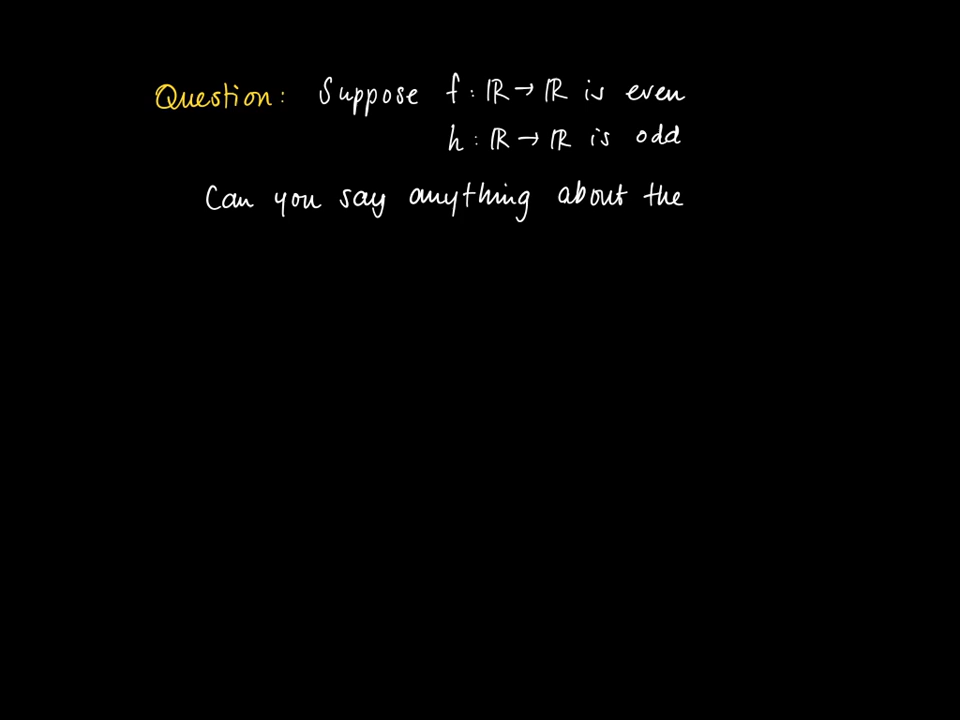 Question: Suppose f: ℝ → ℝ is even
h: ℝ → ℝ is odd
Can you say anything about the